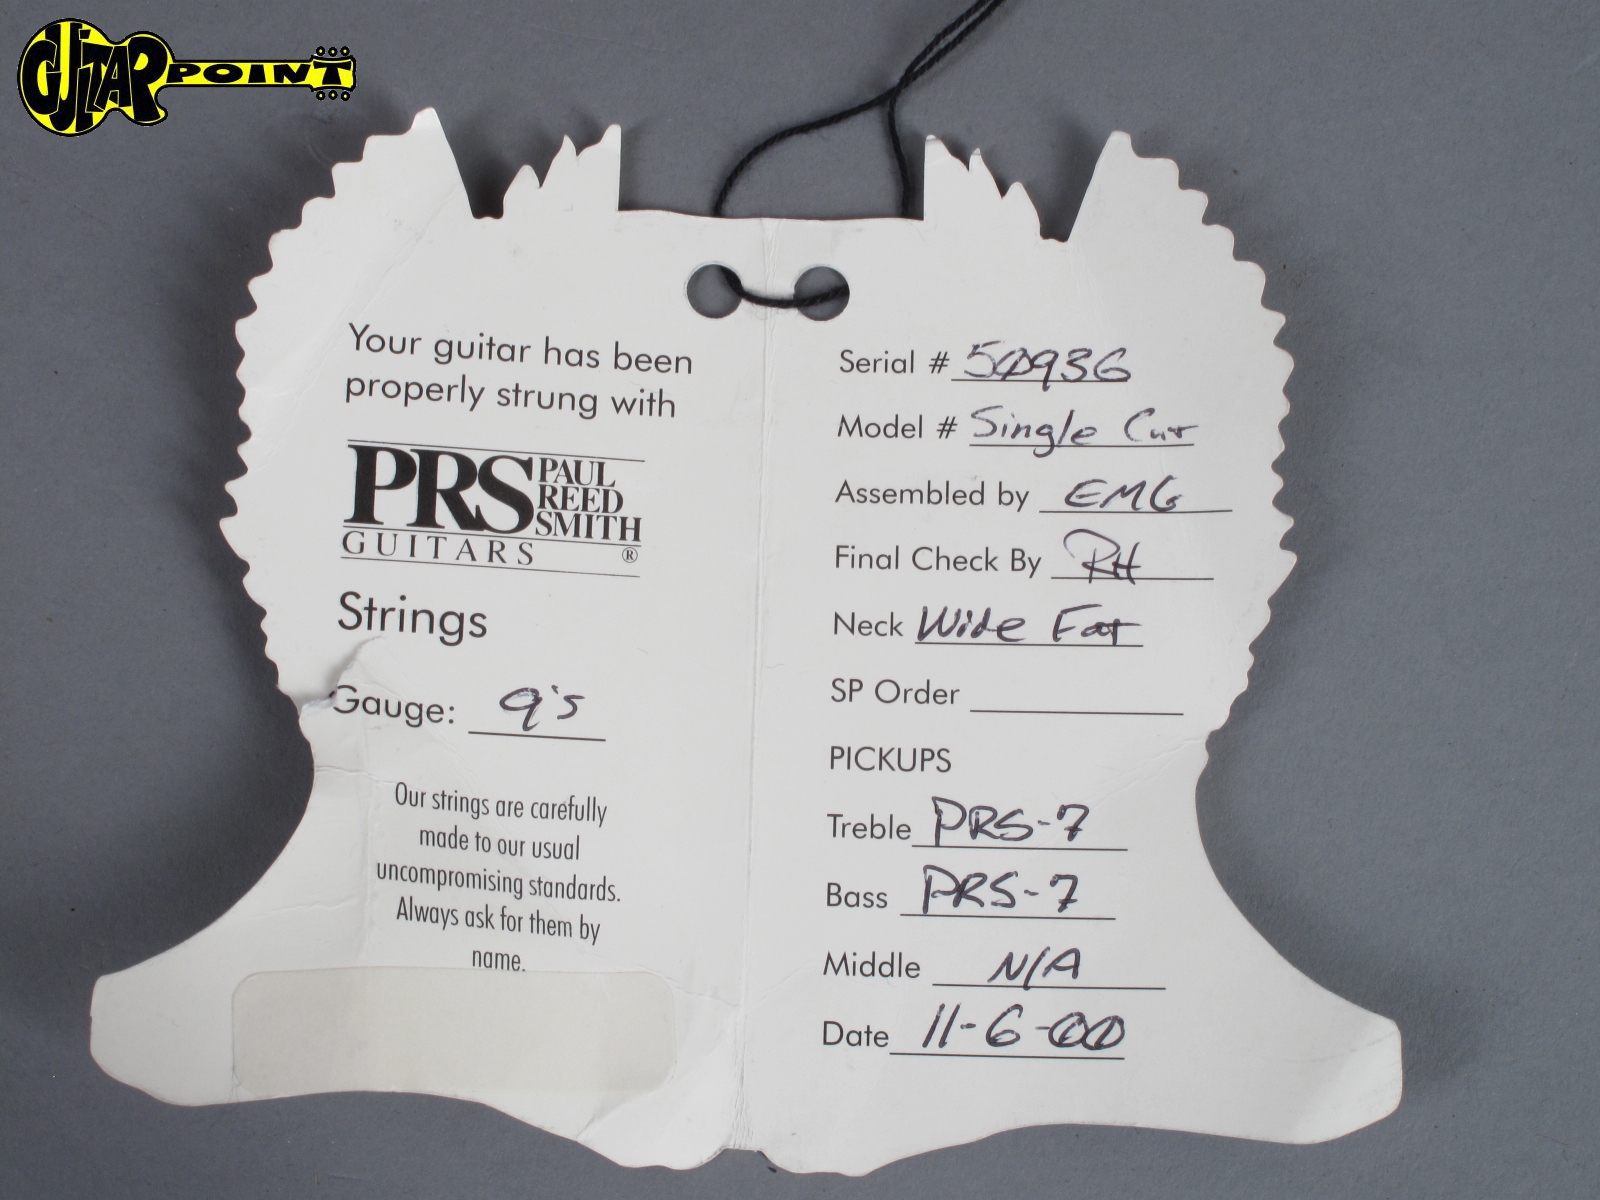 GUITAR POINT
Your guitar has been
properly strung with
PRS PAUL
REED
SMITH
GUITARS ®
Strings
Gauge: 9's
Our strings are carefully
made to our usual
uncompromising standards.
Always ask for them by
name.
Serial # 50936
Model # Single Cut
Assembled by EMG
Final Check By RH
Neck Wide Fat
SP Order
PICKUPS
Treble PRS-7
Bass PRS-7
Middle N/A
Date 11-6-00